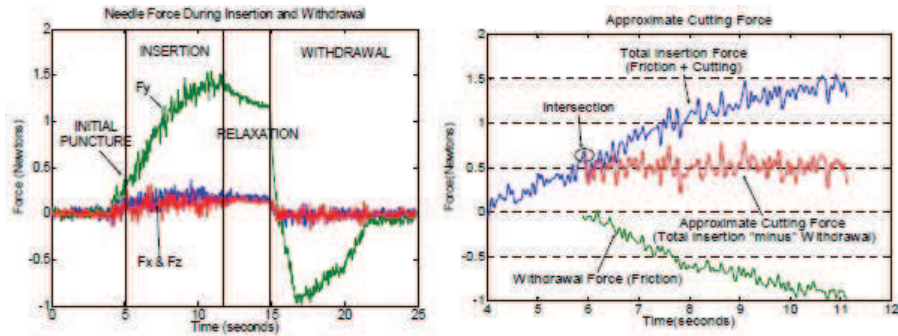 Needle Force During Insertion and Withdrawal
2
1.5
1
0.5
0
-0.5
-1
Force (Newtons)
INSERTION
WITHDRAWAL
Fy
INITIAL
PUNCTURE
RELAXATION
Fx & Fz
0
5
10
15
20
25
Time (seconds)
Approximate Cutting Force
2
1.5
1
0.5
0
-0.5
-1
Force(Newtons)
Total Insertion Force
(Friction + Cutting)
Intersection
Approximate Cutting Force
(Total Insertion "minus" Withdrawal)
Withdrawal Force (Friction)
4
5
6
7
8
9
10
11
12
Time(seconds)